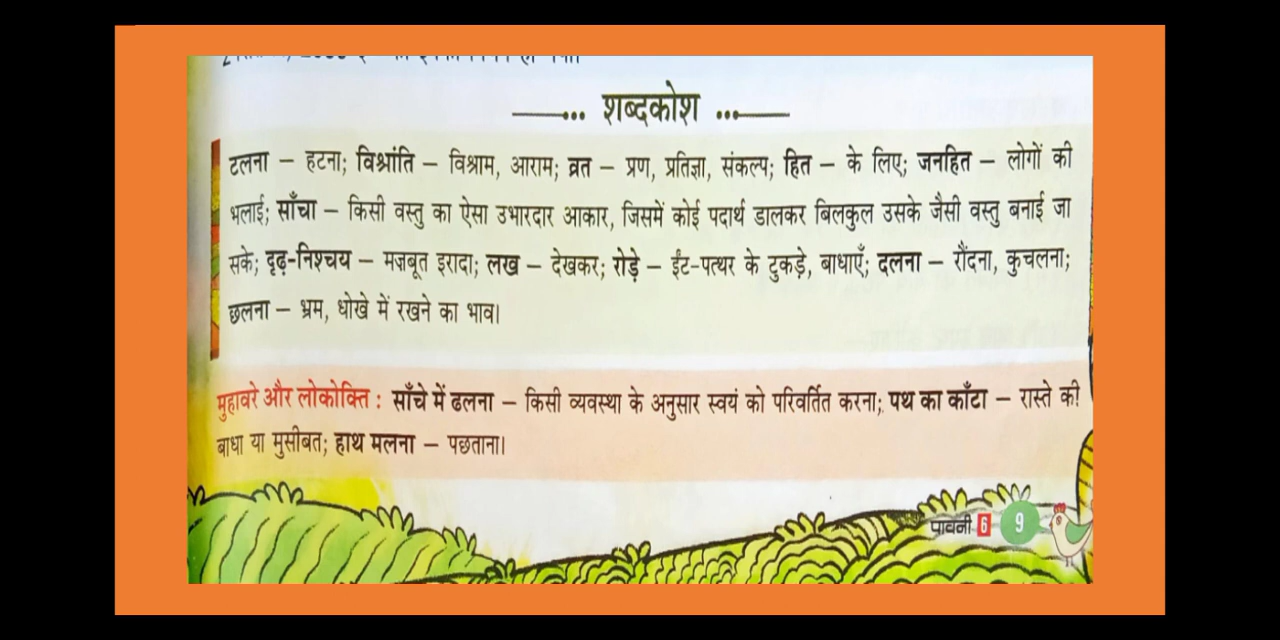 ... शब्दकोश ...
टलना – हटना; विश्रांति – विश्राम, आराम; व्रत – प्रण, प्रतिज्ञा, संकल्प; हित – के लिए; जनहित – लोगों की
भलाई; साँचा – किसी वस्तु का ऐसा उभारदार आकार, जिसमें कोई पदार्थ डालकर बिलकुल उसके जैसी वस्तु बनाई जा
सके; दृढ़-निश्चय – मज़बूत इरादा; लख – देखकर; रोड़े – ईंट-पत्थर के टुकड़े, बाधाएँ; दलना – रौंदना, कुचलना;
छलना – भ्रम, धोखे में रखने का भाव।
मुहावरे और लोकोक्ति : साँचे में ढलना – किसी व्यवस्था के अनुसार स्वयं को परिवर्तित करना; पथ का काँटा – रास्ते की
बाधा या मुसीबत; हाथ मलना – पछताना।
पावनी 6 9